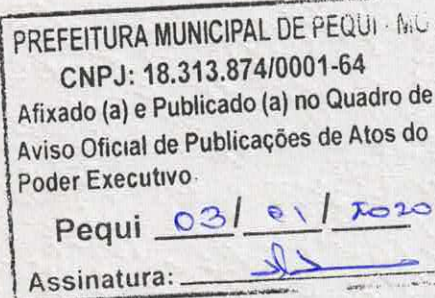 PREFEITURA MUNICIPAL DE PEQUI - MG
CNPJ: 18.313.874/0001-64
Afixado (a) e Publicado (a) no Quadro de
Aviso Oficial de Publicações de Atos do
Poder Executivo.
Pequi 03/ 01 / 2020
Assinatura: